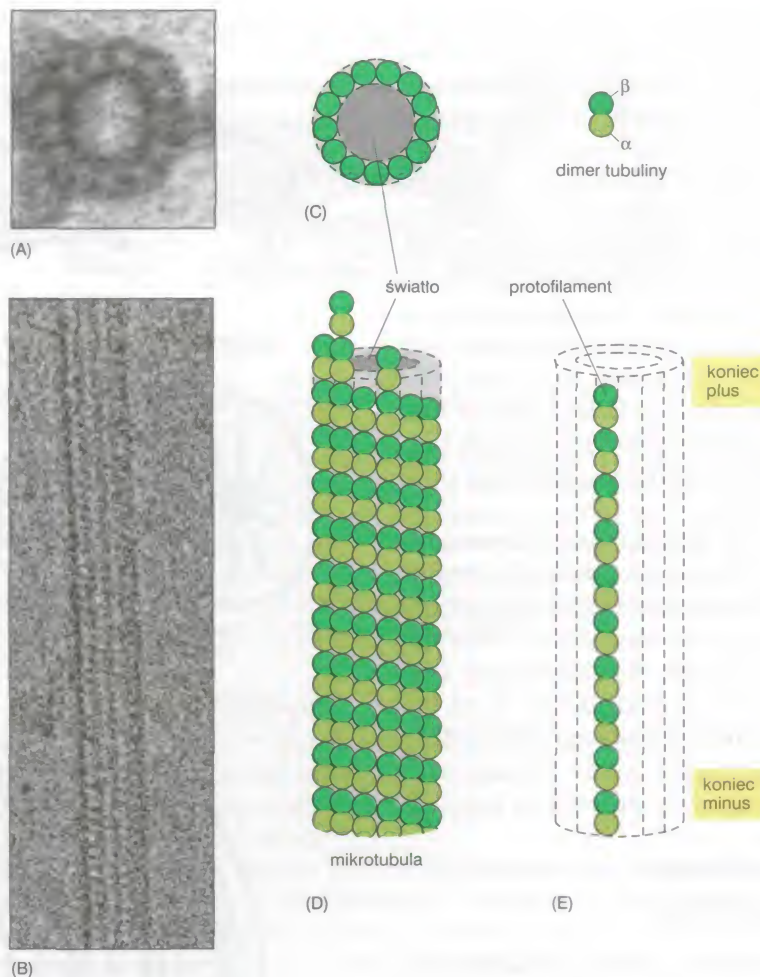 β
α
dimer tubuliny
(C)
(A)
światło
protofilament
koniec
plus
koniec
minus
mikrotubula
(D)
(E)
(B)